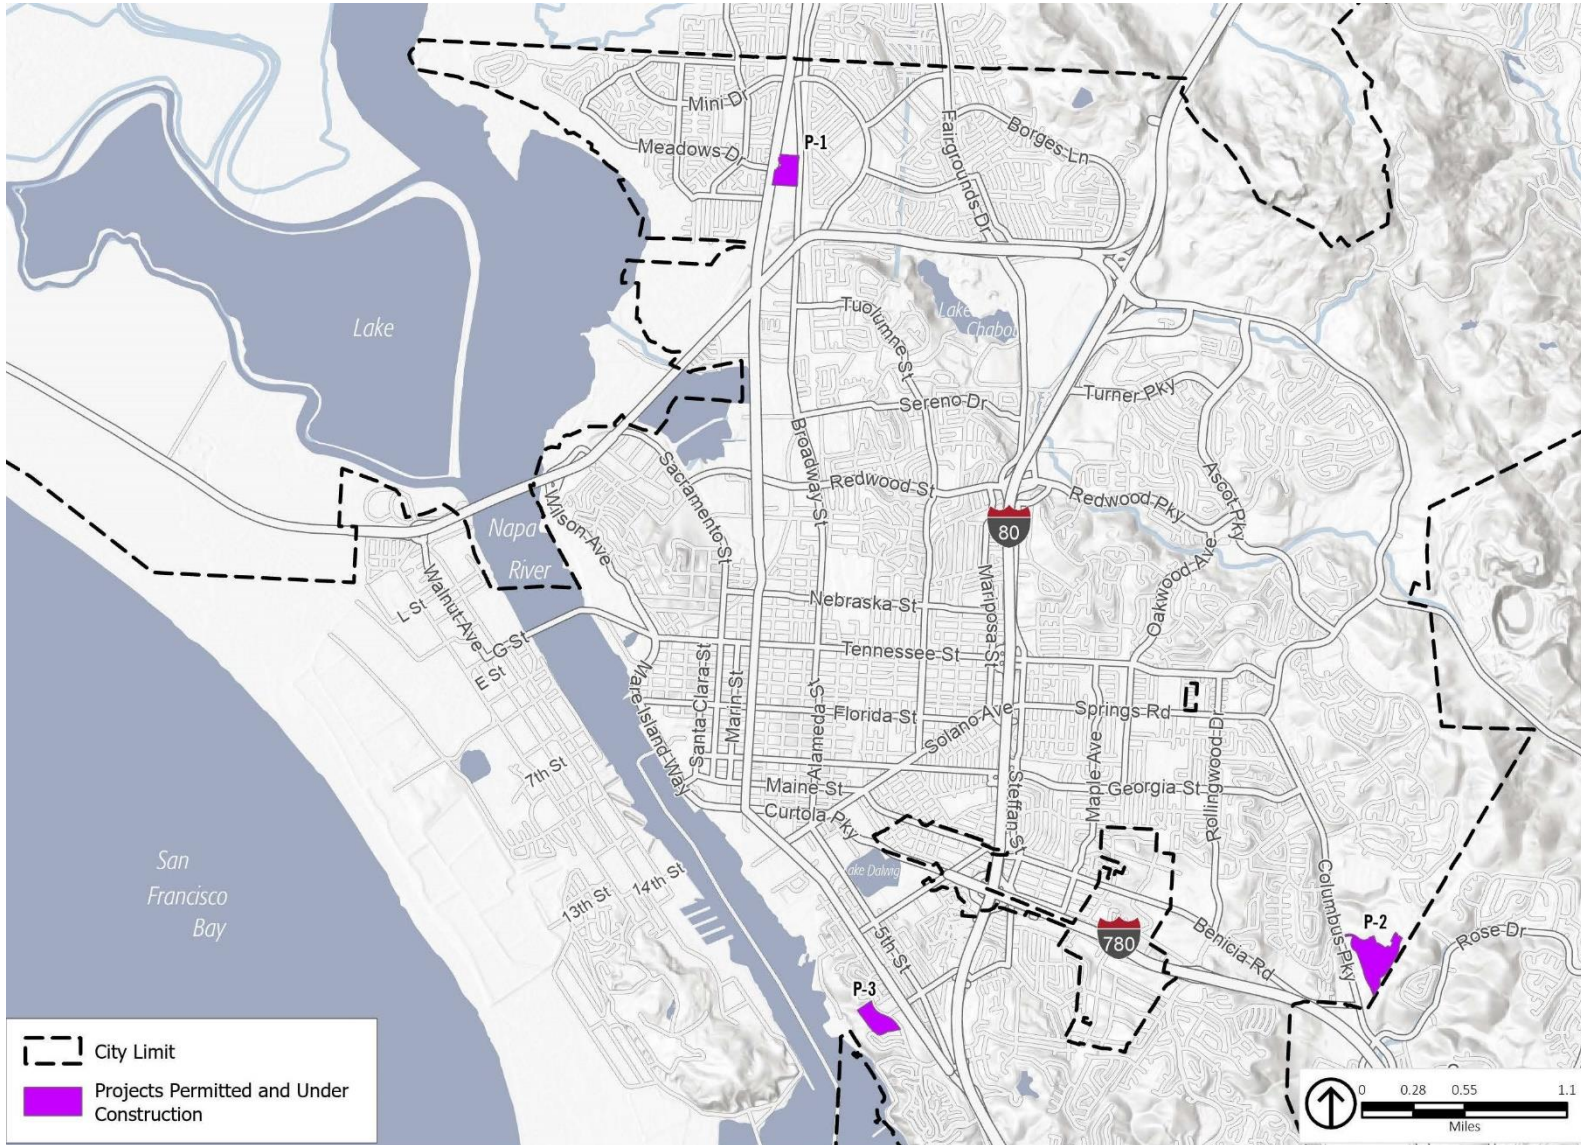 Mini Dr
Meadows Dr
P-1
Fairgrounds Dr
Borges Ln
Lake
Lake
Chabot
Tuolumne St
Turner Pky
Sereno Dr
Broadway St
Sacramento St
Redwood St
Redwood Pky
Ascot Pky
80
Napa
River
Wilson Ave
Oakwood Ave
Mariposa St
Nebraska St
L St
Walnut Ave
G St
E St
Tennessee St
Mare Island Way
Santa Clara St
Marin St
Alameda St
Florida St
Solano Ave
Springs Rd
Rollingwood Dr
7th St
Maine St
Curtola Pky
Steffan St
Maple Ave
Georgia St
San
Francisco
Bay
14th St
13th St
Lake Dalwig
5th St
Columbus Pky
780
Benicia Rd
P-2
Rose Dr
P-3
City Limit
Projects Permitted and Under
Construction
0 0.28 0.55 1.1
Miles